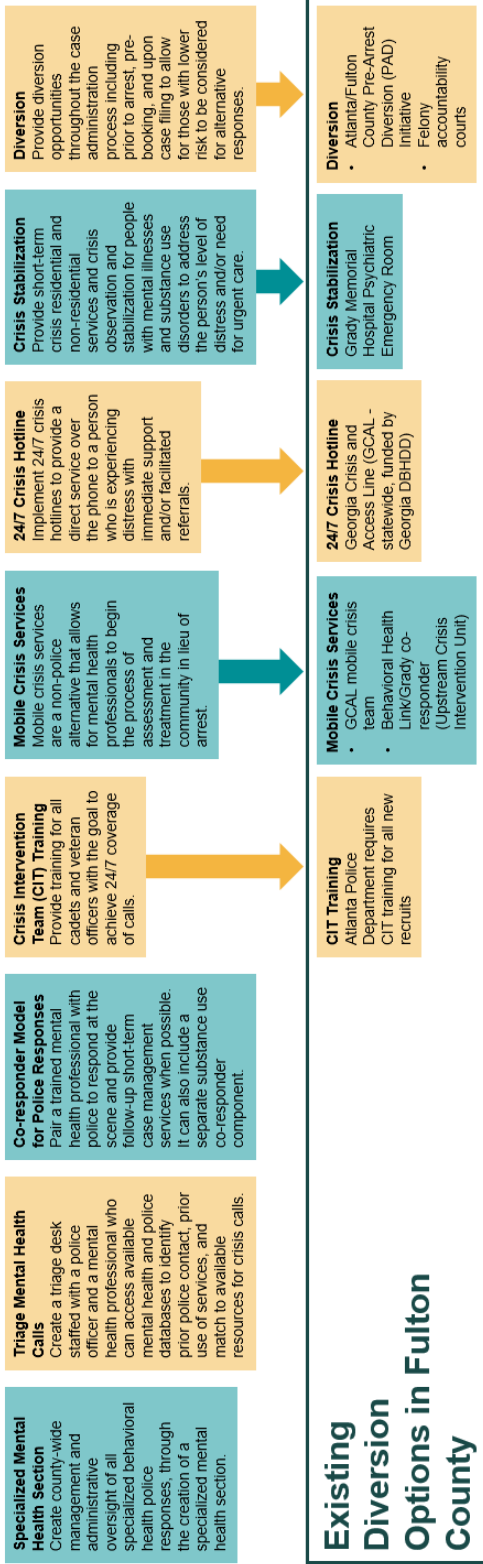 Specialized Mental
Health Section
Create county-wide
management and
administrative
oversight of all
specialized behavioral
health police
responses, through
the creation of a
specialized mental
health section.
Triage Mental Health
Calls
Create a triage desk
staffed with a police
officer and a mental
health professional who
can access available
mental health and police
databases to identify
prior police contact, prior
use of services, and
match to available
resources for crisis calls.
Co-responder Model
for Police Responses
Pair a trained mental
health professional with
police to respond at the
scene and provide
follow-up short-term
case management
services when possible.
It can also include a
separate substance use
co-responder
component.
Crisis Intervention
Team (CIT) Training
Provide training for all
cadets and veteran
officers with the goal to
achieve 24/7 coverage
of calls.
Mobile Crisis Services
Mobile crisis services
are a non-police
alternative that allows
for mental health
professionals to begin
the process of
assessment and
treatment in the
community in lieu of
arrest.
24/7 Crisis Hotline
Implement 24/7 crisis
hotlines to provide a
direct service over
the phone to a person
who is experiencing
distress with
immediate support
and/or facilitated
referrals.
Crisis Stabilization
Provide short-term
crisis residential and
non-residential
services and crisis
observation and
stabilization for people
with mental illnesses
and substance use
disorders to address
the person's level of
distress and/or need
for urgent care.
Diversion
Provide diversion
opportunities
throughout the case
administration
process including
prior to arrest, pre-
booking, and upon
case filing to allow
for those with lower
risk to be considered
for alternative
responses.
Existing
Diversion
Options in Fulton
County
CIT Training
Atlanta Police
Department requires
CIT training for all new
recruits
Mobile Crisis Services
• GCAL mobile crisis
team
• Behavioral Health
Link/Grady co-
responder
(Upstream Crisis
Intervention Unit)
24/7 Crisis Hotline
Georgia Crisis and
Access Line (GCAL -
statewide, funded by
Georgia DBHDD)
Crisis Stabilization
Grady Memorial
Hospital Psychiatric
Emergency Room
Diversion
• Atlanta/Fulton
County Pre-Arrest
Diversion (PAD)
Initiative
• Felony
accountability
courts